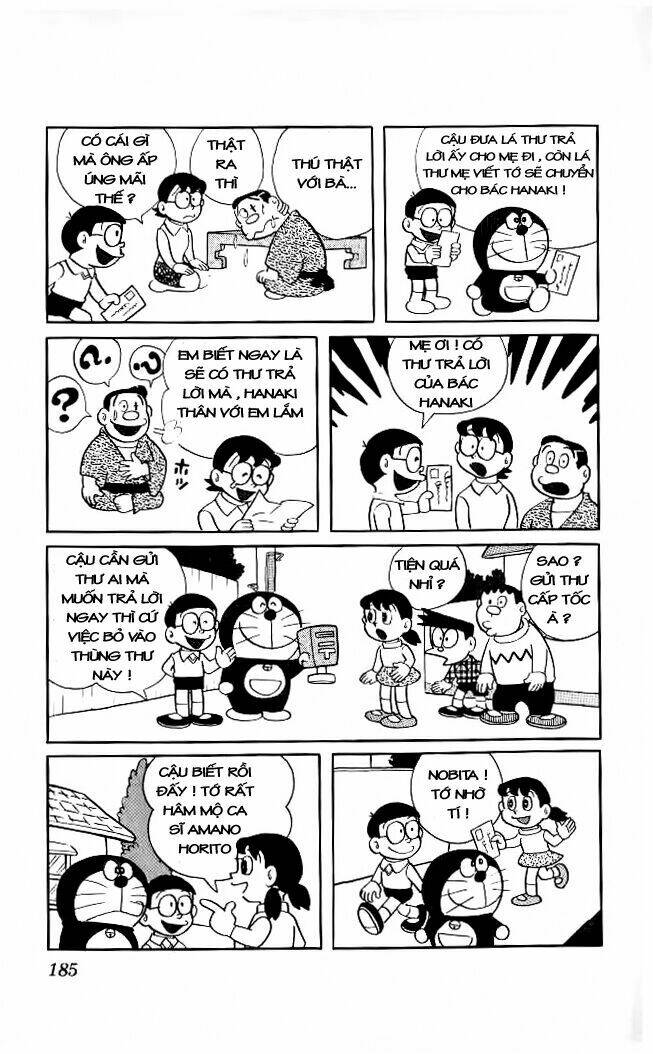 CẬU ĐƯA LÁ THƯ TRẢ
LỜI ẤY CHO MẸ ĐI , CÒN LÁ
THƯ MẸ VIẾT TỚ SẼ CHUYỂN
CHO BÁC HANAKI !
THÚ THẬT
VỚI BÀ...
THẬT
RA
THÌ
CÓ CÁI GÌ
MÀ ÔNG ẤP
ÚNG MÃI
THẾ ?
MẸ ƠI ! CÓ
THƯ TRẢ LỜI
CỦA BÁC
HANAKI
EM BIẾT NGAY LÀ
SẼ CÓ THƯ TRẢ
LỜI MÀ , HANAKI
THÂN VỚI EM LẮM
?
?
?
ホッ
SAO ?
GỬI THƯ
CẤP TỐC
À ?
TIỆN QUÁ
NHỈ ?
CẬU CẦN GỬI
THƯ AI MÀ
MUỐN TRẢ LỜI
NGAY THÌ CỨ
VIỆC BỎ VÀO
THÙNG THƯ
NÀY !
NOBITA !
TỚ NHỜ
TÍ !
CẬU BIẾT RỒI
ĐẤY ! TỚ RẤT
HÂM MỘ CA
SĨ AMANO
HORITO
185